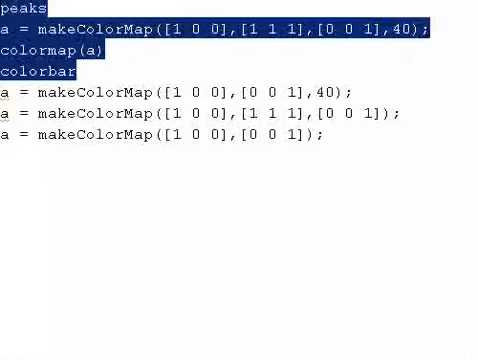 peaks
a = makeColorMap([1 0 0],[1 1 1],[0 0 1],40);
colormap(a)
colorbar
a = makeColorMap([1 0 0],[0 0 1],40);
a = makeColorMap([1 0 0],[1 1 1],[0 0 1]);
a = makeColorMap([1 0 0],[0 0 1]);